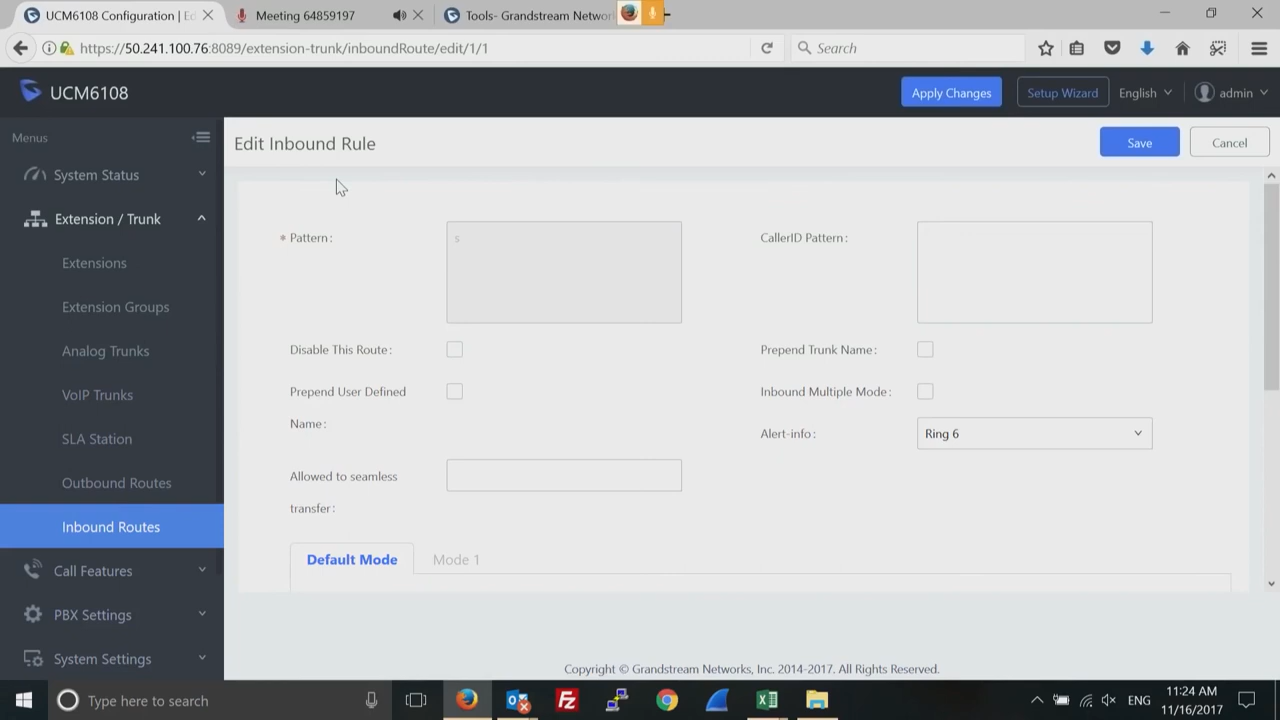 UCM6108 Configuration | Ed
Meeting 64859197
Tools- Grandstream Networ
https://50.241.100.76:8089/extension-trunk/inboundRoute/edit/1/1
Search
UCM6108
Apply Changes
Setup Wizard
English
admin
Menus
System Status
Extension / Trunk
Extensions
Extension Groups
Analog Trunks
VoIP Trunks
SLA Station
Outbound Routes
Inbound Routes
Call Features
PBX Settings
System Settings
Edit Inbound Rule
Save
Cancel
* Pattern :
s
CallerID Pattern :
Disable This Route :
Prepend Trunk Name :
Prepend User Defined
Name :
Inbound Multiple Mode :
Alert-info :
Ring 6
Allowed to seamless
transfer :
Default Mode
Mode 1
Copyright © Grandstream Networks, Inc. 2014-2017. All Rights Reserved.
Type here to search
ENG
11:24 AM
11/16/2017